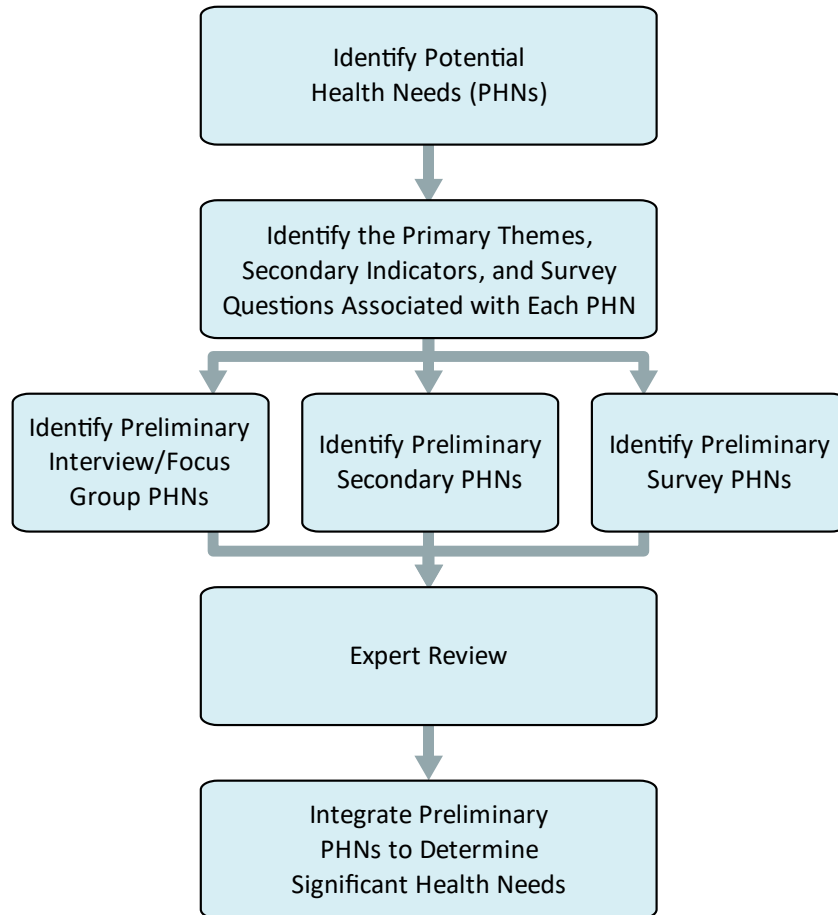 Identify Potential
Health Needs (PHNs)
Identify the Primary Themes,
Secondary Indicators, and Survey
Questions Associated with Each PHN
Identify Preliminary
Interview/Focus
Group PHNs
Identify Preliminary
Secondary PHNs
Identify Preliminary
Survey PHNs
Expert Review
Integrate Preliminary
PHNs to Determine
Significant Health Needs